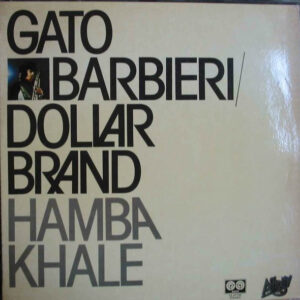 GATO
BARBIERI/
DOLLAR
BRAND
HAMBA
KHALE